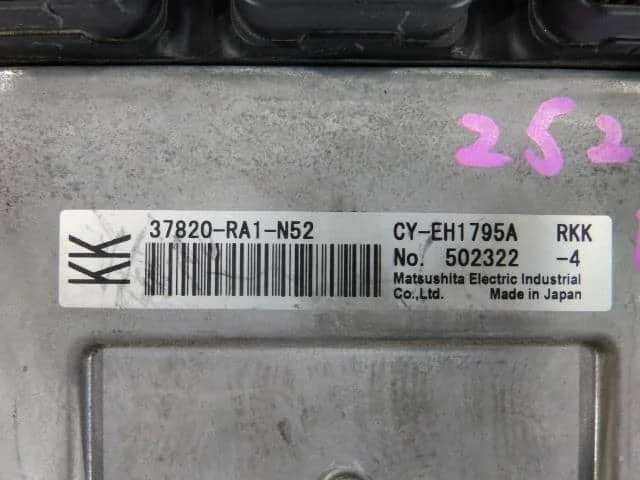 252
KK
37820-RA1-N52 CY-EH1795A RKK
No. 502322 -4
Matsushita Electric Industrial
Co.,Ltd. Made in Japan